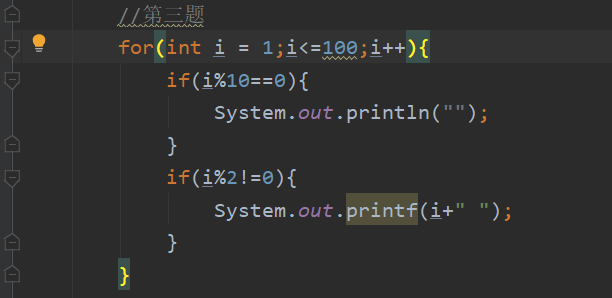 //第三题
for(int i = 1;i<=100;i++){
if(i%10==0){
System.out.println("");
}
if(i%2!=0){
System.out.printf(i+" ");
}
}